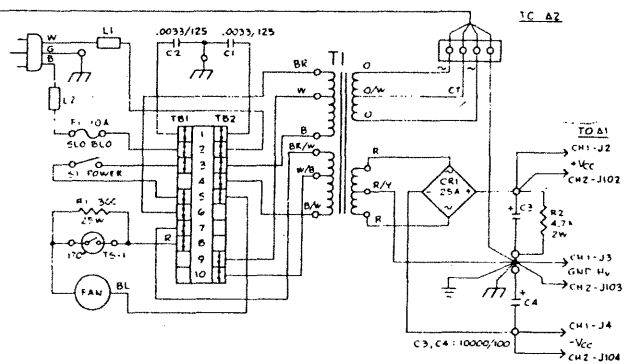 TO A2
W
G
B
L1
L2
.0033/125
C2
.0033/125
C1
BR
W
B
BR/W
W/B
B/W
T1
O
O/W
O
CT
~
~
F1 10A
SLO BLO
S1 POWER
R1 300
25W
170
TS-1
FAN
BL
R
TB1
TB2
1
2
3
4
5
6
7
8
9
10
R
R/Y
R
CR1
25A
+
~
~
TO A1
CH1-J2
+Vcc
CH2-J102
+
C3
R2
4.7k
2W
CH1-J3
GND
CH2-J103
+
C4
CH1-J4
-Vcc
CH2-J104
C3, C4 : 10000/100